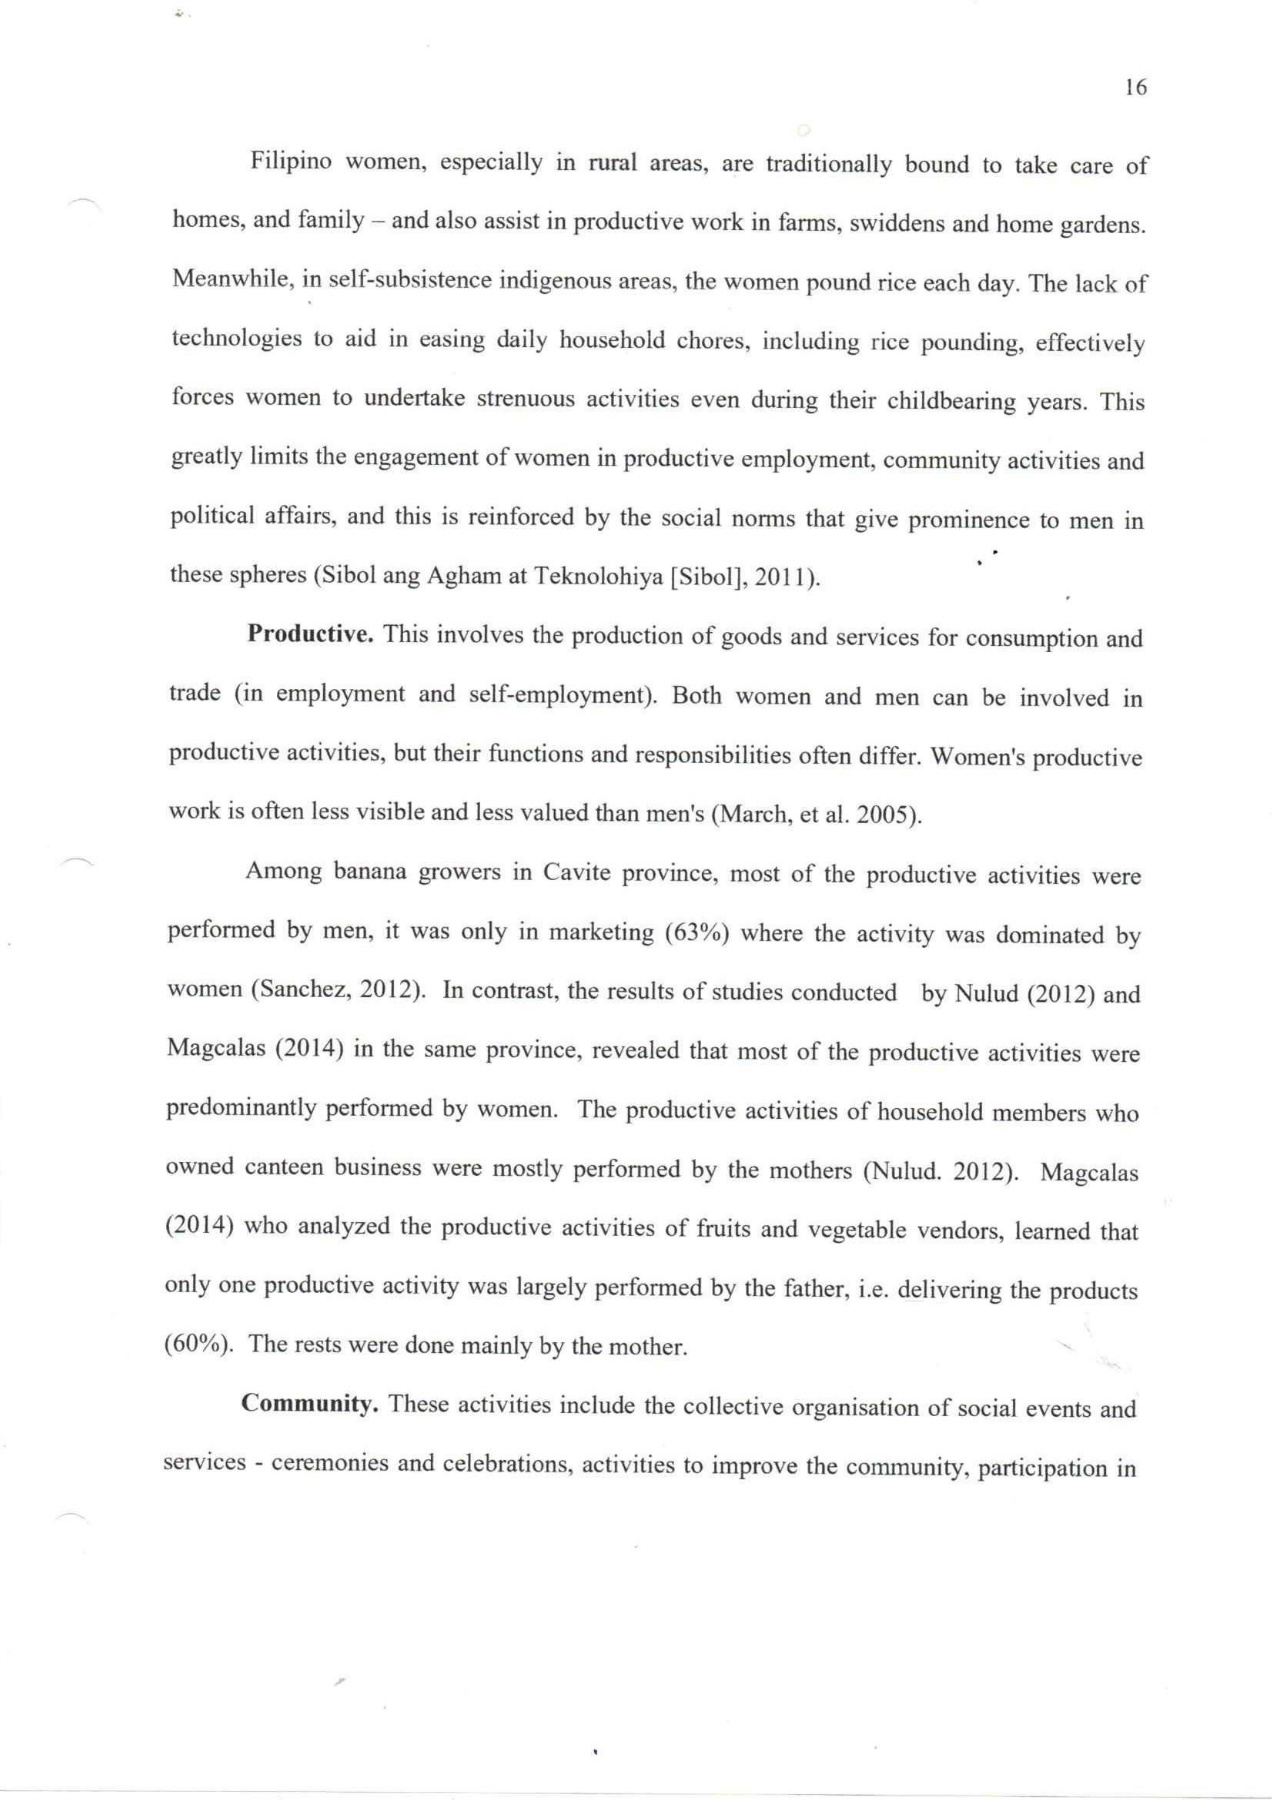 16
Filipino women, especially in rural areas, are traditionally bound to take care of
homes, and family – and also assist in productive work in farms, swiddens and home gardens.
Meanwhile, in self-subsistence indigenous areas, the women pound rice each day. The lack of
technologies to aid in easing daily household chores, including rice pounding, effectively
forces women to undertake strenuous activities even during their childbearing years. This
greatly limits the engagement of women in productive employment, community activities and
political affairs, and this is reinforced by the social norms that give prominence to men in
these spheres (Sibol ang Agham at Teknolohiya [Sibol], 2011).
Productive. This involves the production of goods and services for consumption and
trade (in employment and self-employment). Both women and men can be involved in
productive activities, but their functions and responsibilities often differ. Women's productive
work is often less visible and less valued than men's (March, et al. 2005).
Among banana growers in Cavite province, most of the productive activities were
performed by men, it was only in marketing (63%) where the activity was dominated by
women (Sanchez, 2012). In contrast, the results of studies conducted by Nulud (2012) and
Magcalas (2014) in the same province, revealed that most of the productive activities were
predominantly performed by women. The productive activities of household members who
owned canteen business were mostly performed by the mothers (Nulud. 2012). Magcalas
(2014) who analyzed the productive activities of fruits and vegetable vendors, learned that
only one productive activity was largely performed by the father, i.e. delivering the products
(60%). The rests were done mainly by the mother.
Community. These activities include the collective organisation of social events and
services - ceremonies and celebrations, activities to improve the community, participation in